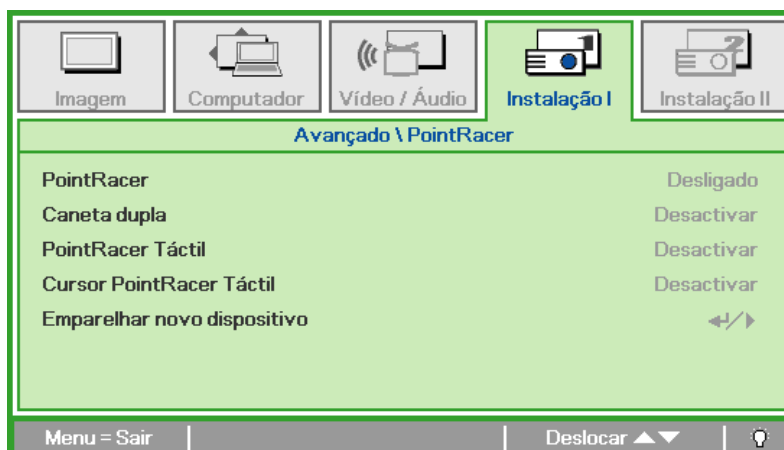 Imagem Computador Vídeo / Áudio Instalação I Instalação II
Avançado \ PointRacer
PointRacer Desligado
Caneta dupla Desactivar
PointRacer Táctil Desactivar
Cursor PointRacer Táctil Desactivar
Emparelhar novo dispositivo
Menu = Sair Deslocar